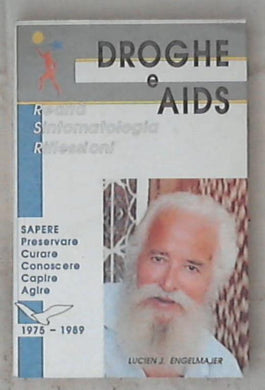 DROGHE
e
AIDS
Realtà
Sintomatologia
Riflessioni
SAPERE
Preservare
Curare
Conoscere
Capire
Agire
1975 - 1989
LUCIEN J. ENGELMAJER